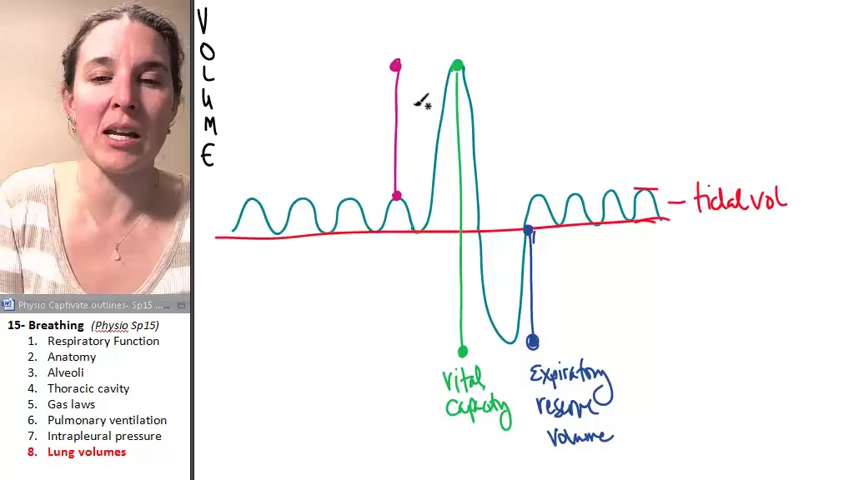 VOLUME
tidal vol
vital
capacity
Expiratory
reserve
volume
Physio Captivate outlines- Sp15 ...
15- Breathing (Physio Sp15)
1. Respiratory Function
2. Anatomy
3. Alveoli
4. Thoracic cavity
5. Gas laws
6. Pulmonary ventilation
7. Intrapleural pressure
8. Lung volumes